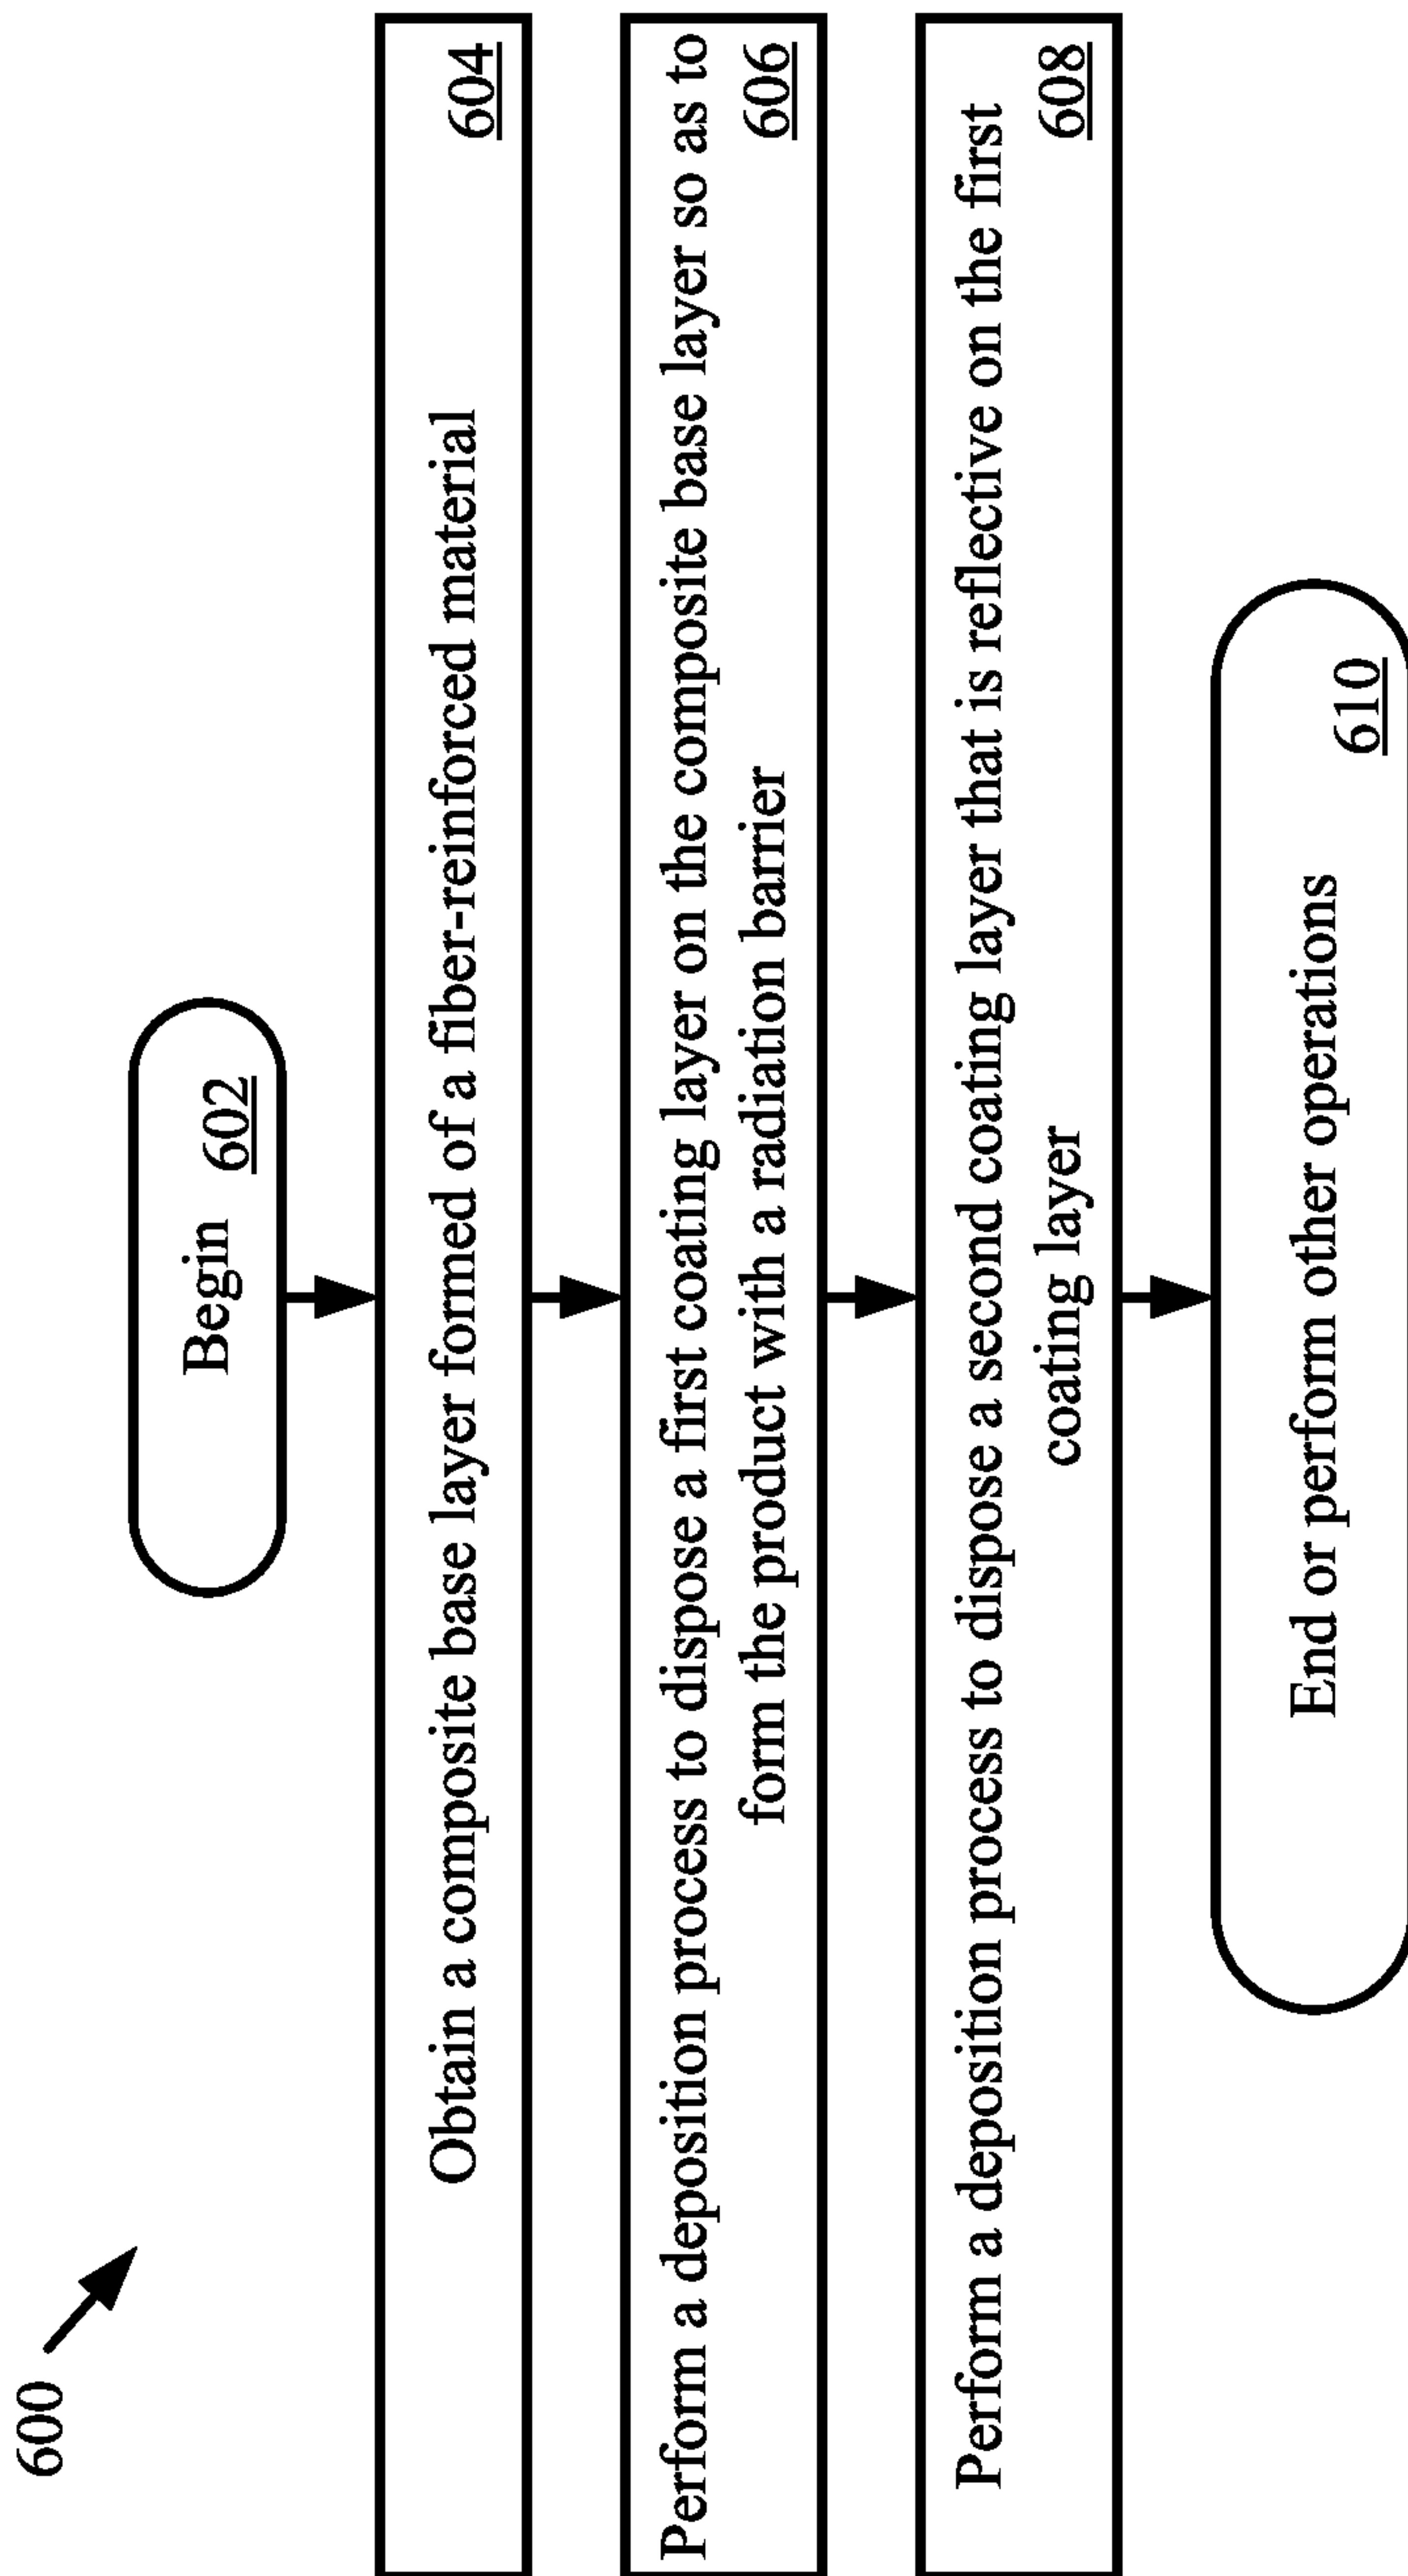 600
Begin 602
Obtain a composite base layer formed of a fiber-reinforced material
604
Perform a deposition process to dispose a first coating layer on the composite base layer so as to
form the product with a radiation barrier
606
Perform a deposition process to dispose a second coating layer that is reflective on the first
coating layer
608
End or perform other operations
610